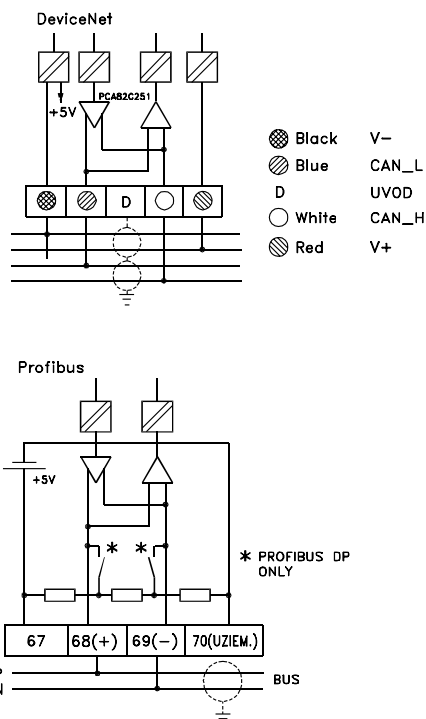 DeviceNet
PCA82C251
+5V
Black V-
Blue CAN_L
D UVOD
White CAN_H
Red V+
D
Profibus
+5V
* *
* PROFIBUS DP
ONLY
67 68(+) 69(-) 70(UZIEM.)
BUS